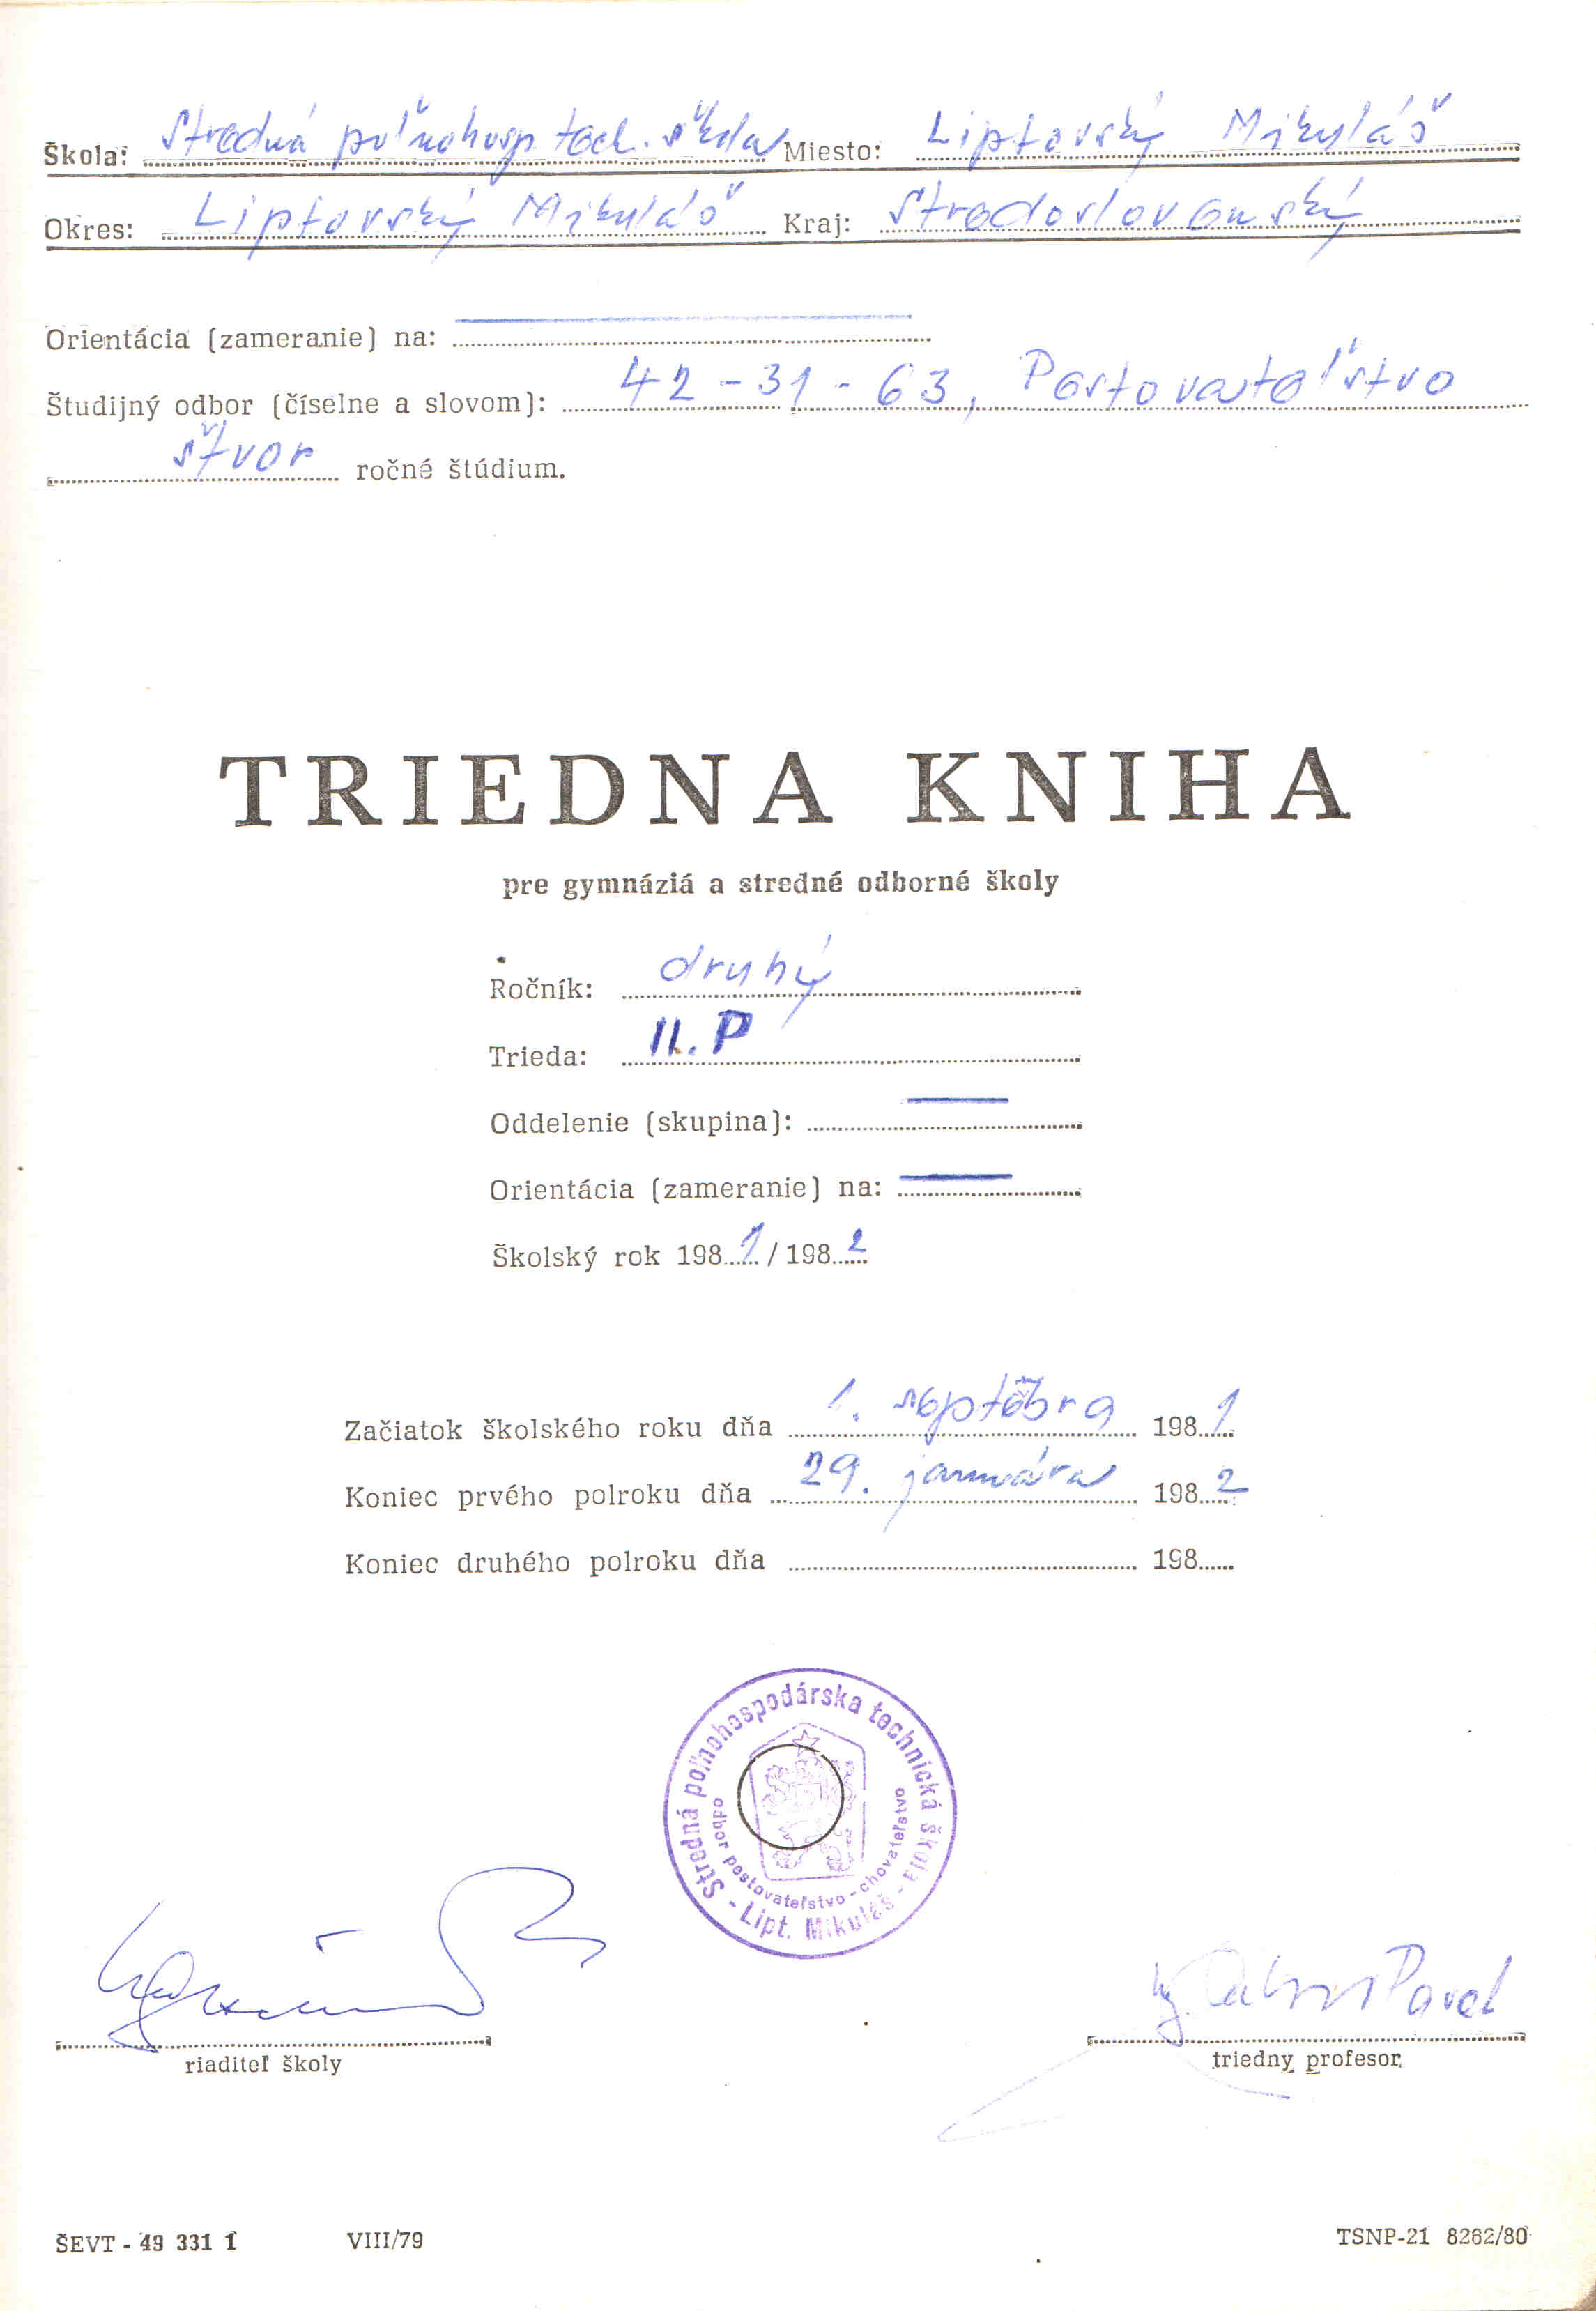 Škola: Stredná poľnohosp. tech. škola Miesto: Liptovský Mikuláš
Okres: Liptovský Mikuláš Kraj: Stredoslovenský
Orientácia (zameranie) na:
Študijný odbor (číselne a slovom): 42-31-63, Pestovateľstvo
štvor ročné štúdium.
TRIEDNA KNIHA
pre gymnáziá a stredné odborné školy
Ročník: druhý
Trieda: II.P
Oddelenie (skupina):
Orientácia (zameranie) na:
Školský rok 1981/1982
Začiatok školského roku dňa 1. septembra 1981
Koniec prvého polroku dňa 29. januára 1982
Koniec druhého polroku dňa 198
Stredná poľnohospodárska technická škola
odbor pestovateľstvo - chovateľstvo
- Lipt. Mikuláš -
Pavel
riaditeľ školy triedny profesor
ŠEVT - 49 331 1 VIII/79 TSNP-21 8262/80